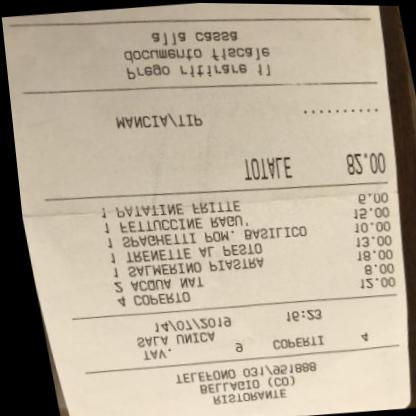 RISTORANTE
BELLAGIO (CO)
TELEFONO 031/951888
TAV. 9 COPERTI 4
SALA UNICA
14/07/2019 16:23
4 COPERTO 12.00
2 ACQUA NAT 8.00
1 SALMERINO PIASTRA 18.00
1 TRENETTE AL PESTO 13.00
1 SPAGHETTI POM. BASILICO 10.00
1 FETTUCCINE RAGU' 15.00
1 PATATINE FRITTE 6.00
TOTALE 82.00
MANCIA/TIP ..........
Prego ritirare il
documento fiscale
alla cassa